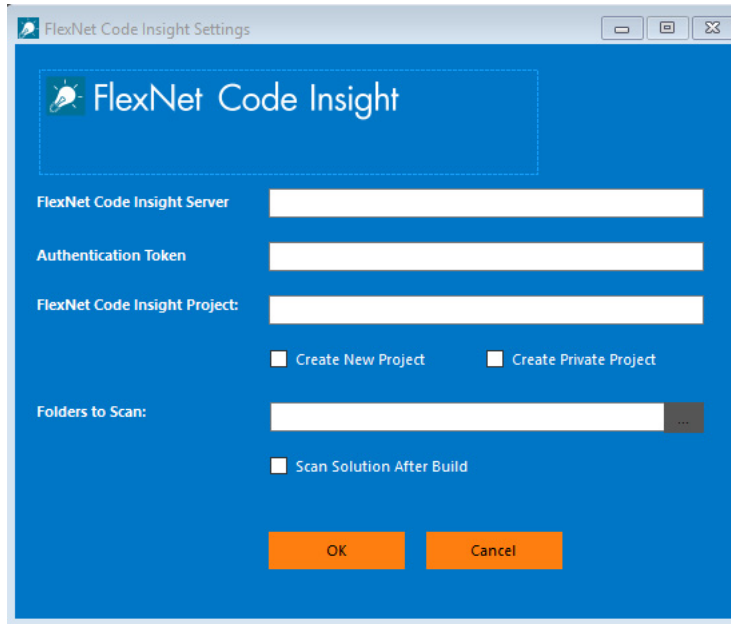 FlexNet Code Insight Settings
FlexNet Code Insight
FlexNet Code Insight Server
Authentication Token
FlexNet Code Insight Project:
Create New Project Create Private Project
Folders to Scan: ...
Scan Solution After Build
OK Cancel